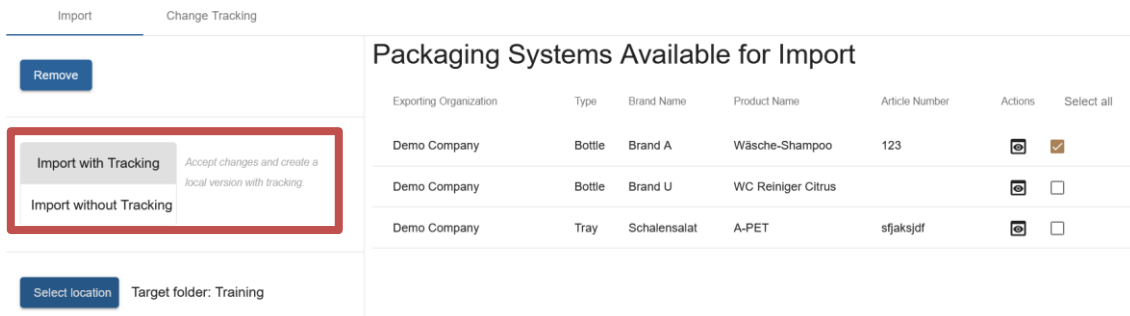 Import Change Tracking
Remove
Import with Tracking
Accept changes and create a
local version with tracking.
Import without Tracking
Select location Target folder: Training
Packaging Systems Available for Import
Exporting Organization Type Brand Name Product Name Article Number Actions Select all
Demo Company Bottle Brand A Wäsche-Shampoo 123
Demo Company Bottle Brand U WC Reiniger Citrus
Demo Company Tray Schalensalat A-PET sfjaksjdf